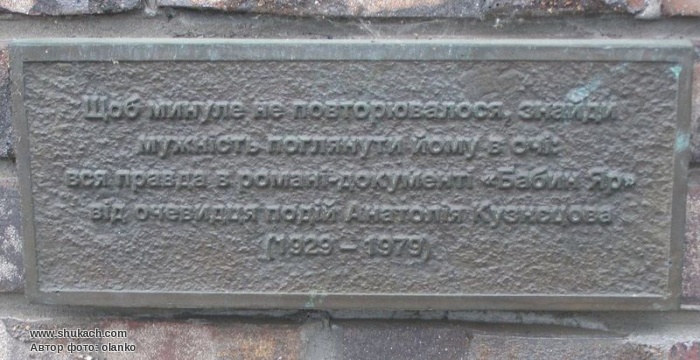 Щоб минуле не повторювалося, знайди
мужність поглянути йому в очі:
вся правда в романі-документі «Бабин Яр»
від очевидця подій Анатолія Кузнєцова
(1929 – 1979)
www.shukach.com
Автор фото: olanko